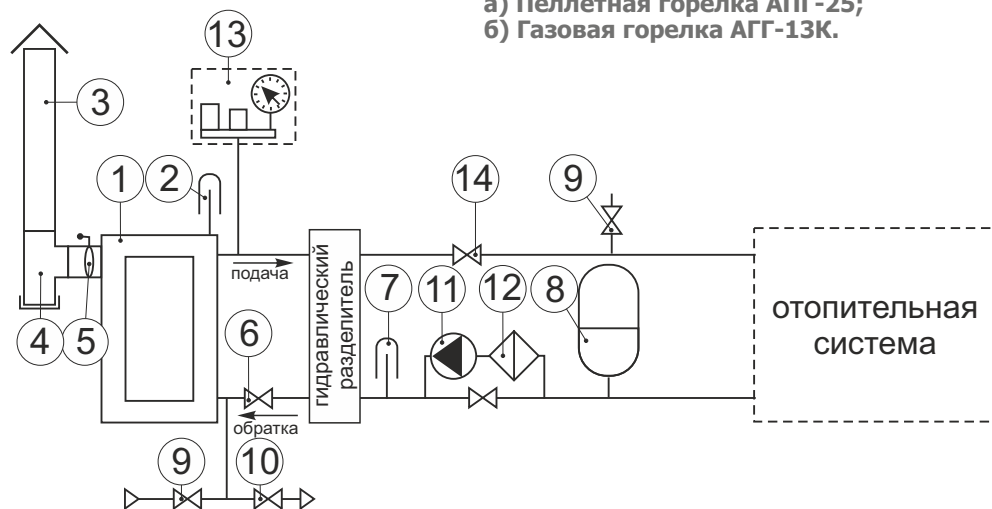 а) Пеллетная горелка АПГ-25;
б) Газовая горелка АГГ-13К.
13
3
1
2
14
9
подача
гидравлический
разделитель
7
11
12
8
отопительная
система
4
5
6
обратка
9
10